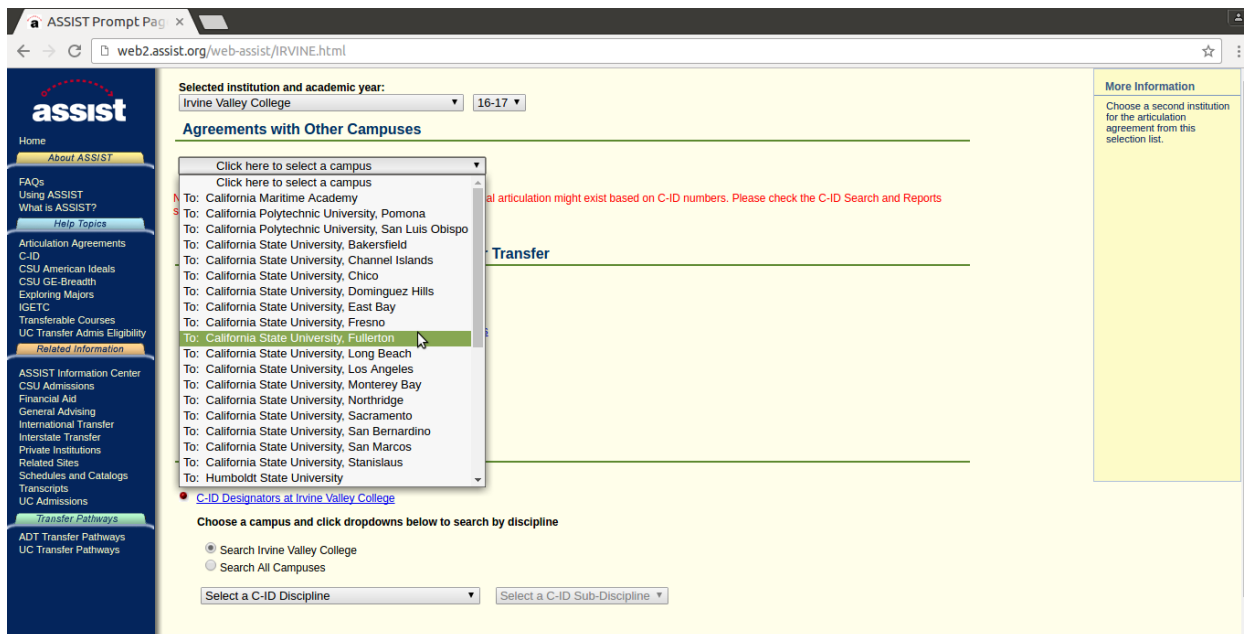 ASSIST Prompt Pag
web2.assist.org/web-assist/IRVINE.html
assist
Home
About ASSIST
FAQs
Using ASSIST
What is ASSIST?
Help Topics
Articulation Agreements
C-ID
CSU American Ideals
CSU GE-Breadth
Exploring Majors
IGETC
Transferable Courses
UC Transfer Admis Eligibility
Related Information
ASSIST Information Center
CSU Admissions
Financial Aid
General Advising
International Transfer
Interstate Transfer
Private Institutions
Related Sites
Schedules and Catalogs
Transcripts
UC Admissions
Transfer Pathways
ADT Transfer Pathways
UC Transfer Pathways
Selected institution and academic year:
Irvine Valley College 16-17
Agreements with Other Campuses
Click here to select a campus
Click here to select a campus
To: California Maritime Academy
To: California Polytechnic University, Pomona
To: California Polytechnic University, San Luis Obispo
To: California State University, Bakersfield
To: California State University, Channel Islands
To: California State University, Chico
To: California State University, Dominguez Hills
To: California State University, East Bay
To: California State University, Fresno
To: California State University, Fullerton
To: California State University, Long Beach
To: California State University, Los Angeles
To: California State University, Monterey Bay
To: California State University, Northridge
To: California State University, Sacramento
To: California State University, San Bernardino
To: California State University, San Marcos
To: California State University, Stanislaus
To: Humboldt State University
al articulation might exist based on C-ID numbers. Please check the C-ID Search and Reports
Transfer
C-ID Designators at Irvine Valley College
Choose a campus and click dropdowns below to search by discipline
Search Irvine Valley College
Search All Campuses
Select a C-ID Discipline Select a C-ID Sub-Discipline
More Information
Choose a second institution
for the articulation
agreement from this
selection list.